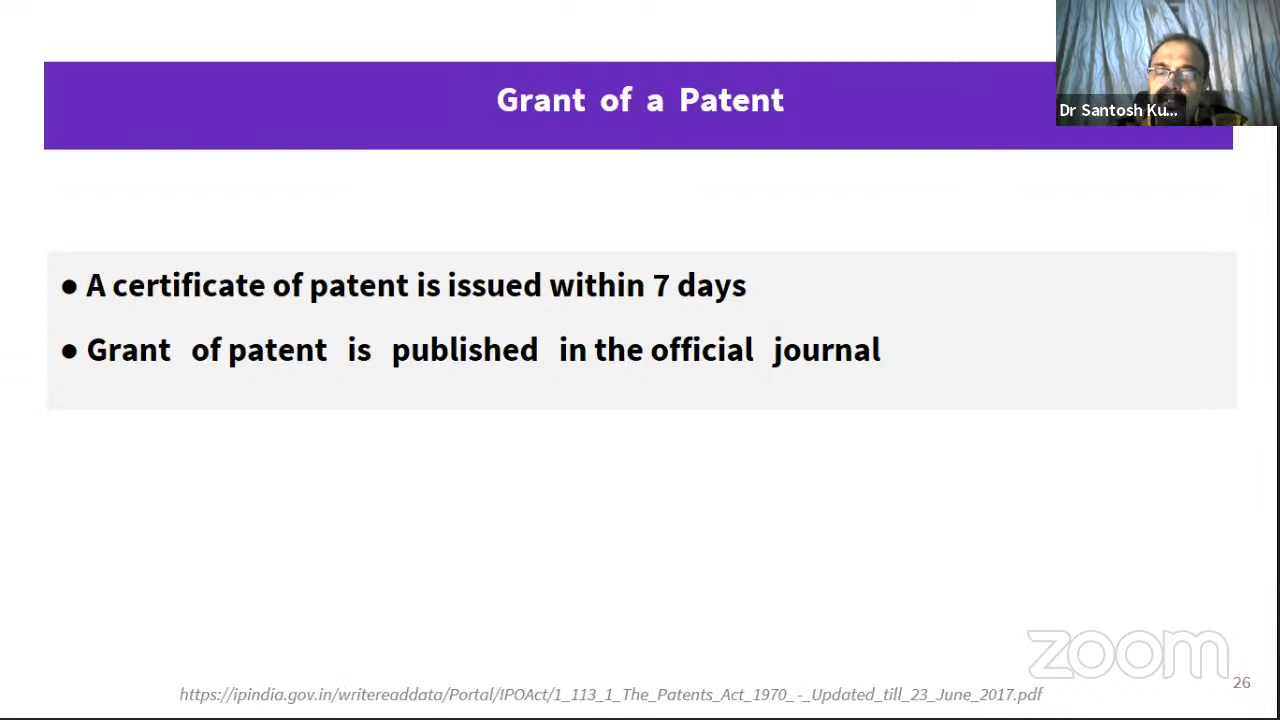 Grant of a Patent
Dr Santosh Ku...
● A certificate of patent is issued within 7 days
● Grant of patent is published in the official journal
zoom
26
https://ipindia.gov.in/writereaddata/Portal/IPOAct/1_113_1_The_Patents_Act_1970_-_Updated_till_23_June_2017.pdf